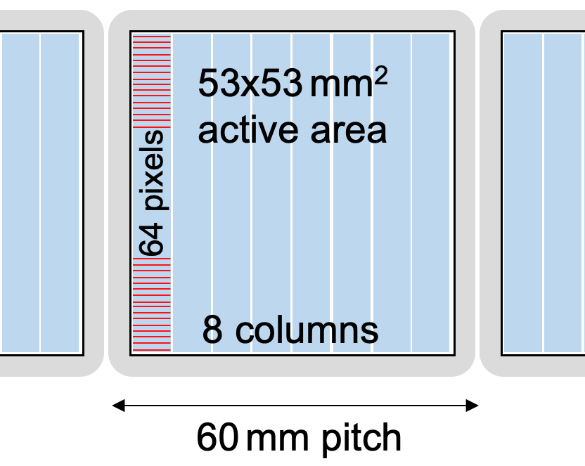 53x53 mm²
active area
64 pixels
8 columns
60 mm pitch